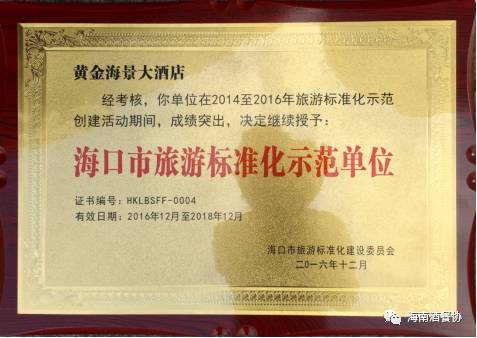 黄金海景大酒店
经考核，你单位在2014至2016年旅游标准化示范
创建活动期间，成绩突出，决定继续授予：
海口市旅游标准化示范单位
证书编号：HKLBSFF-0004
有效日期：2016年12月至2018年12月
海口市旅游标准化建设委员会
二〇一六年十二月
海南酒餐协